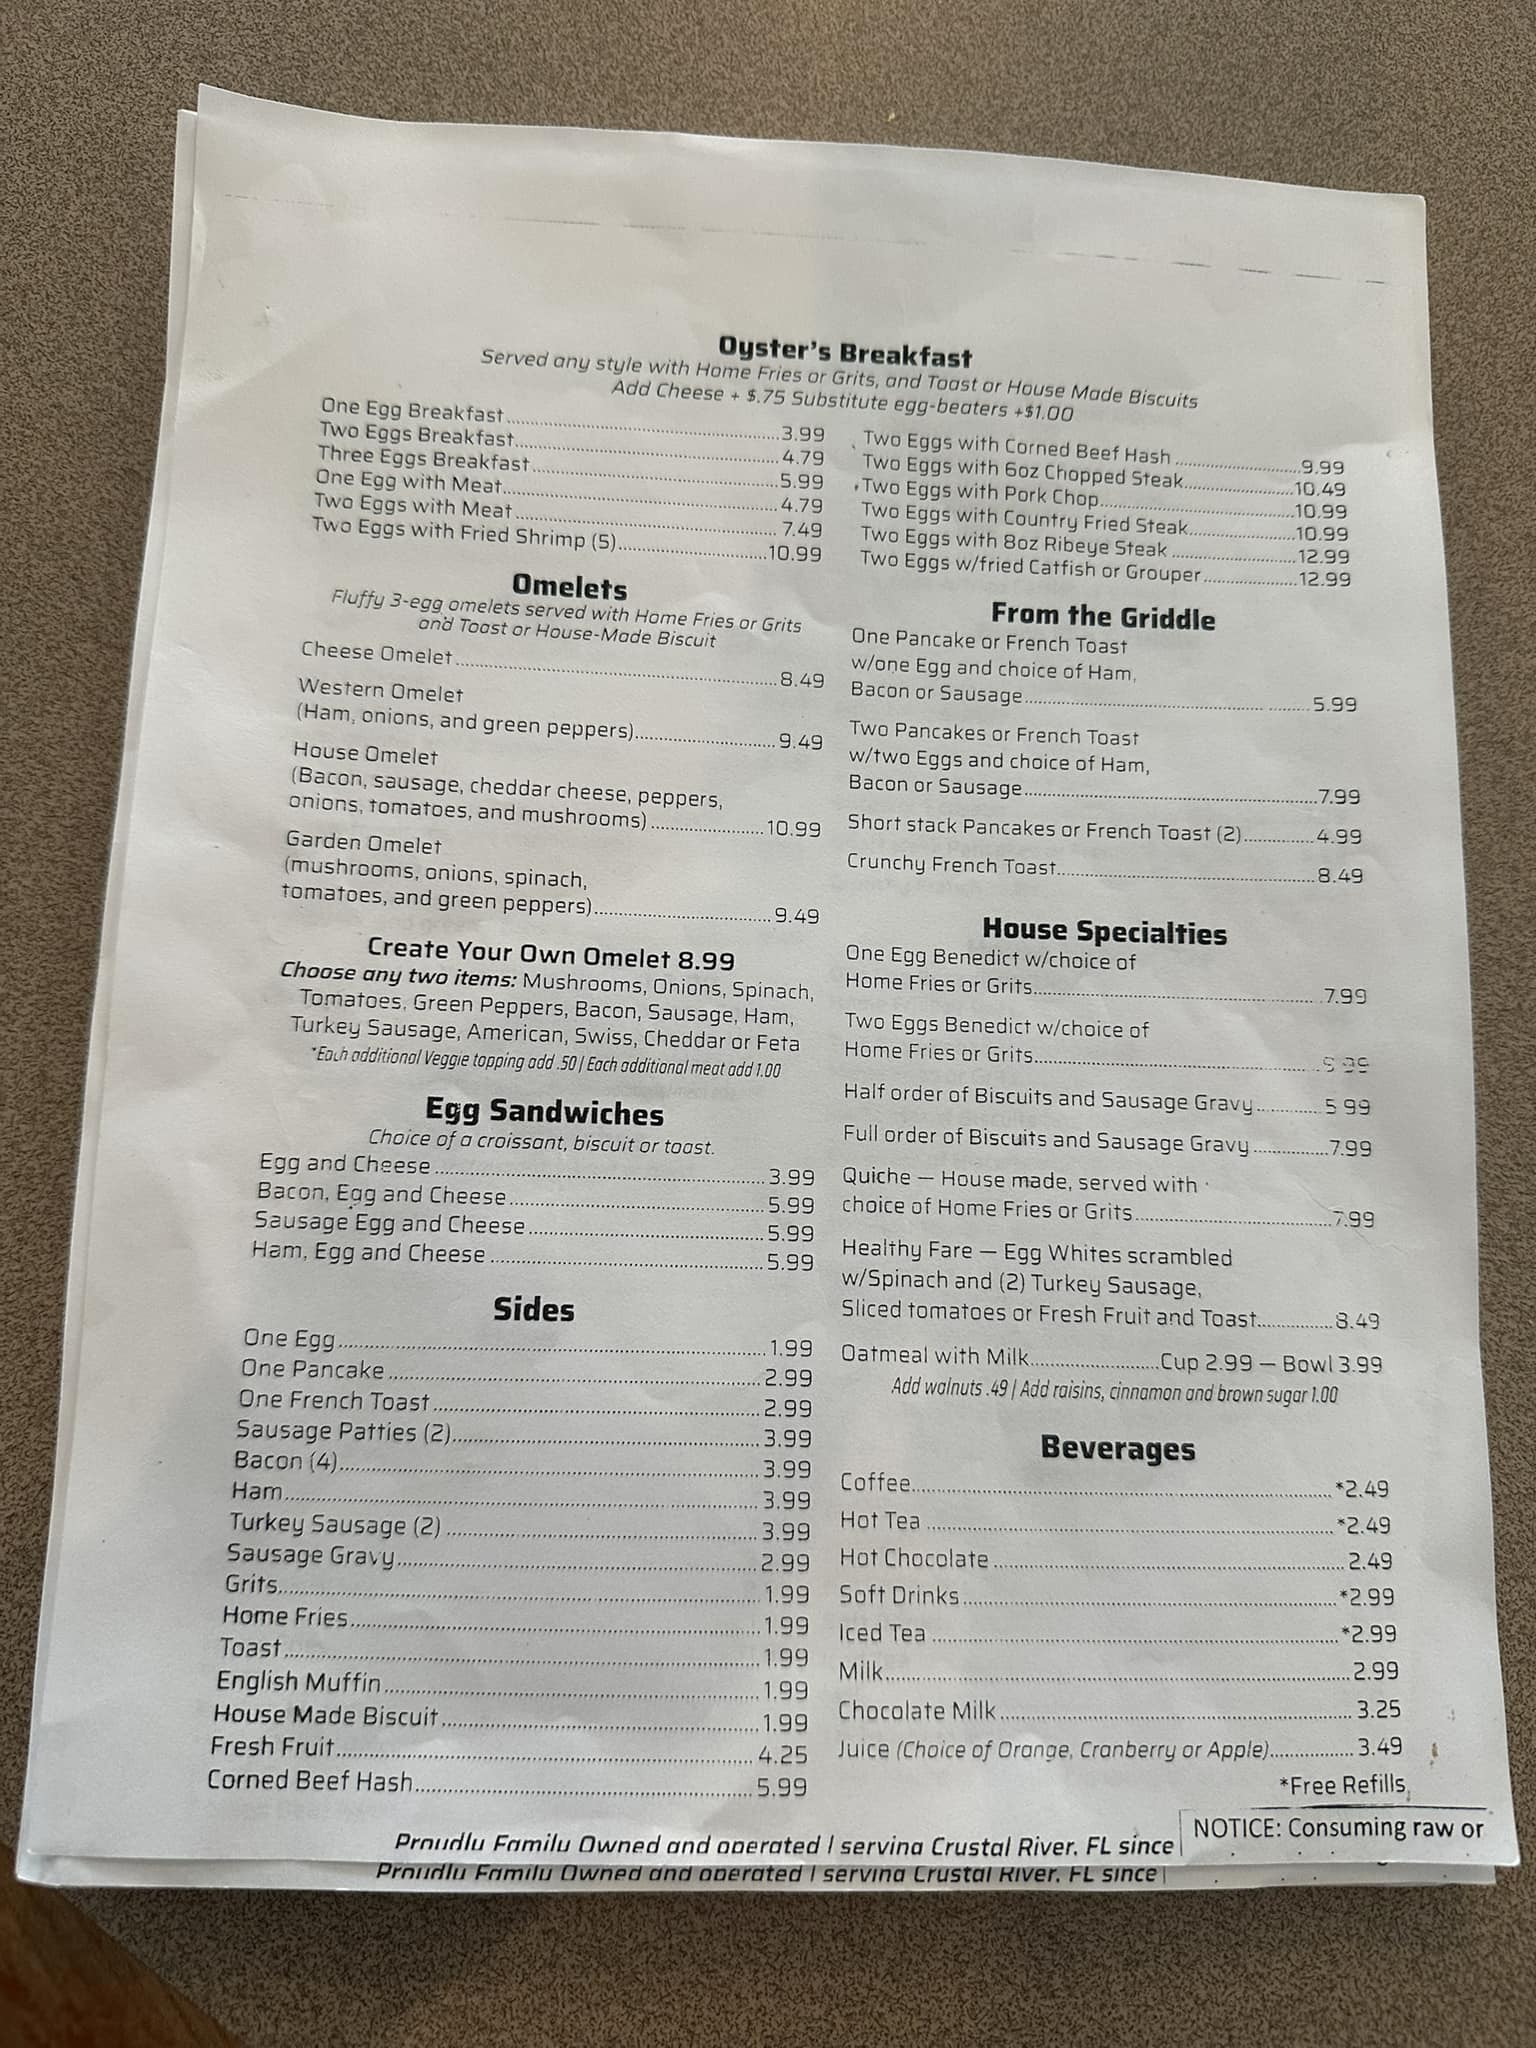 Oyster's Breakfast
Served any style with Home Fries or Grits, and Toast or House Made Biscuits
Add Cheese + $.75 Substitute egg-beaters +$1.00
One Egg Breakfast 3.99
Two Eggs Breakfast 4.79
Three Eggs Breakfast 5.99
One Egg with Meat 4.79
Two Eggs with Meat 7.49
Two Eggs with Fried Shrimp (5) 10.99
Two Eggs with Corned Beef Hash 9.99
Two Eggs with 6oz Chopped Steak 10.49
Two Eggs with Pork Chop 10.99
Two Eggs with Country Fried Steak 10.99
Two Eggs with 8oz Ribeye Steak 12.99
Two Eggs w/fried Catfish or Grouper 12.99
Omelets
Fluffy 3-egg omelets served with Home Fries or Grits
and Toast or House-Made Biscuit
Cheese Omelet 8.49
Western Omelet
(Ham, onions, and green peppers) 9.49
House Omelet
(Bacon, sausage, cheddar cheese, peppers,
onions, tomatoes, and mushrooms) 10.99
Garden Omelet
(mushrooms, onions, spinach,
tomatoes, and green peppers) 9.49
Create Your Own Omelet 8.99
Choose any two items: Mushrooms, Onions, Spinach,
Tomatoes, Green Peppers, Bacon, Sausage, Ham,
Turkey Sausage, American, Swiss, Cheddar or Feta
*Each additional Veggie topping add .50 | Each additional meat add 1.00
Egg Sandwiches
Choice of a croissant, biscuit or toast.
Egg and Cheese 3.99
Bacon, Egg and Cheese 5.99
Sausage Egg and Cheese 5.99
Ham, Egg and Cheese 5.99
Sides
One Egg 1.99
One Pancake 2.99
One French Toast 2.99
Sausage Patties (2) 3.99
Bacon (4) 3.99
Ham 3.99
Turkey Sausage (2) 3.99
Sausage Gravy 2.99
Grits 1.99
Home Fries 1.99
Toast 1.99
English Muffin 1.99
House Made Biscuit 1.99
Fresh Fruit 4.25
Corned Beef Hash 5.99
From the Griddle
One Pancake or French Toast
w/one Egg and choice of Ham,
Bacon or Sausage 5.99
Two Pancakes or French Toast
w/two Eggs and choice of Ham,
Bacon or Sausage 7.99
Short stack Pancakes or French Toast (2) 4.99
Crunchy French Toast 8.49
House Specialties
One Egg Benedict w/choice of
Home Fries or Grits 7.99
Two Eggs Benedict w/choice of
Home Fries or Grits
Half order of Biscuits and Sausage Gravy 5 99
Full order of Biscuits and Sausage Gravy 7.99
Quiche — House made, served with
choice of Home Fries or Grits 7.99
Healthy Fare — Egg Whites scrambled
w/Spinach and (2) Turkey Sausage,
Sliced tomatoes or Fresh Fruit and Toast 8.49
Oatmeal with Milk Cup 2.99 — Bowl 3.99
Add walnuts .49 | Add raisins, cinnamon and brown sugar 1.00
Beverages
Coffee *2.49
Hot Tea *2.49
Hot Chocolate 2.49
Soft Drinks *2.99
Iced Tea *2.99
Milk 2.99
Chocolate Milk 3.25
Juice (Choice of Orange, Cranberry or Apple) 3.49
*Free Refills
NOTICE: Consuming raw or
Proudly Family Owned and operated | serving Crystal River, FL since
Proudly Family Owned and operated | serving Crystal River, FL since